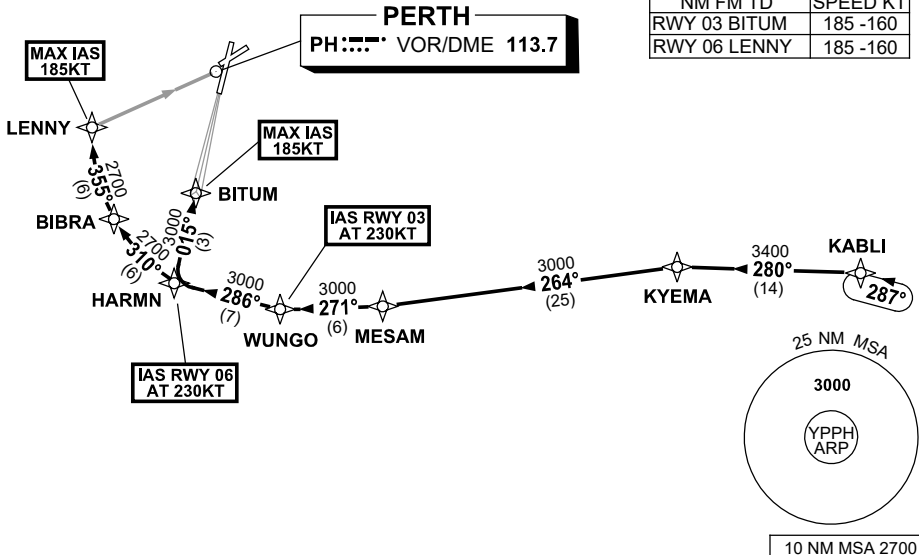 PERTH
PH VOR/DME 113.7
NM FM TD SPEED KT
RWY 03 BITUM 185 -160
RWY 06 LENNY 185 -160
MAX IAS
185KT
LENNY
MAX IAS
185KT
BITUM
2700
355°
(6)
BIBRA
2700
310°
(6)
3000
015°
(3)
HARMN
IAS RWY 03
AT 230KT
3000
286°
(7)
WUNGO
3000
271°
(6)
MESAM
3000
264°
(25)
KYEMA
3400
280°
(14)
KABLI
287°
IAS RWY 06
AT 230KT
25 NM MSA
3000
YPPH
ARP
10 NM MSA 2700